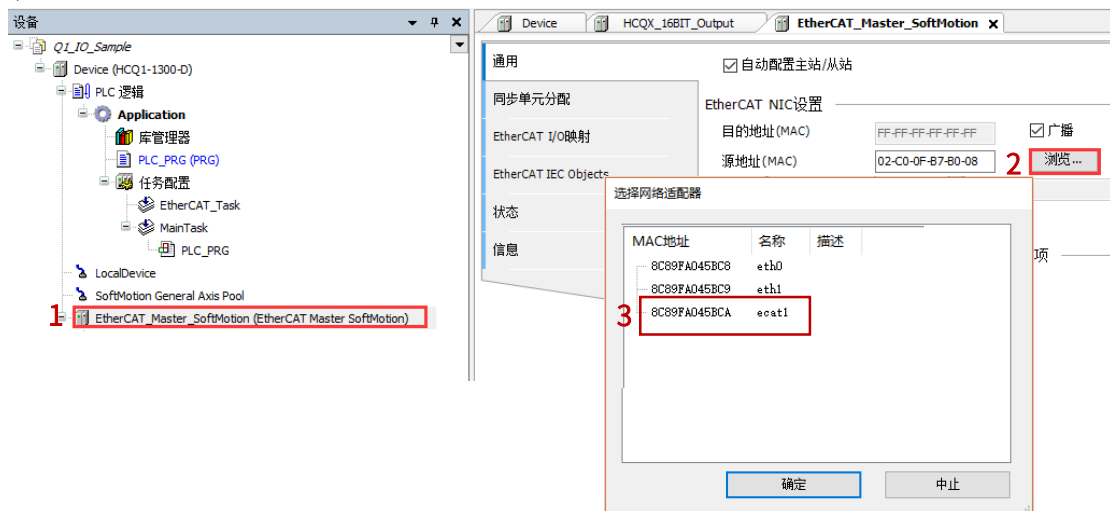 设备
Q1_IO_Sample
Device (HCQ1-1300-D)
PLC 逻辑
Application
库管理器
PLC_PRG (PRG)
任务配置
EtherCAT_Task
MainTask
PLC_PRG
LocalDevice
SoftMotion General Axis Pool
1 EtherCAT_Master_SoftMotion (EtherCAT Master SoftMotion)
Device HCQX_16BIT_Output EtherCAT_Master_SoftMotion
通用
同步单元分配
EtherCAT I/O映射
EtherCAT IEC Objects
状态
信息
自动配置主站/从站
EtherCAT NIC设置
目的地址(MAC) FF-FF-FF-FF-FF-FF 广播
源地址(MAC) 02-C0-0F-B7-B0-08 2 浏览...
项
选择网络适配器
MAC地址 名称 描述
8C89FA045BC8 eth0
8C89FA045BC9 eth1
3 8C89FA045BCA ecat1
确定 中止